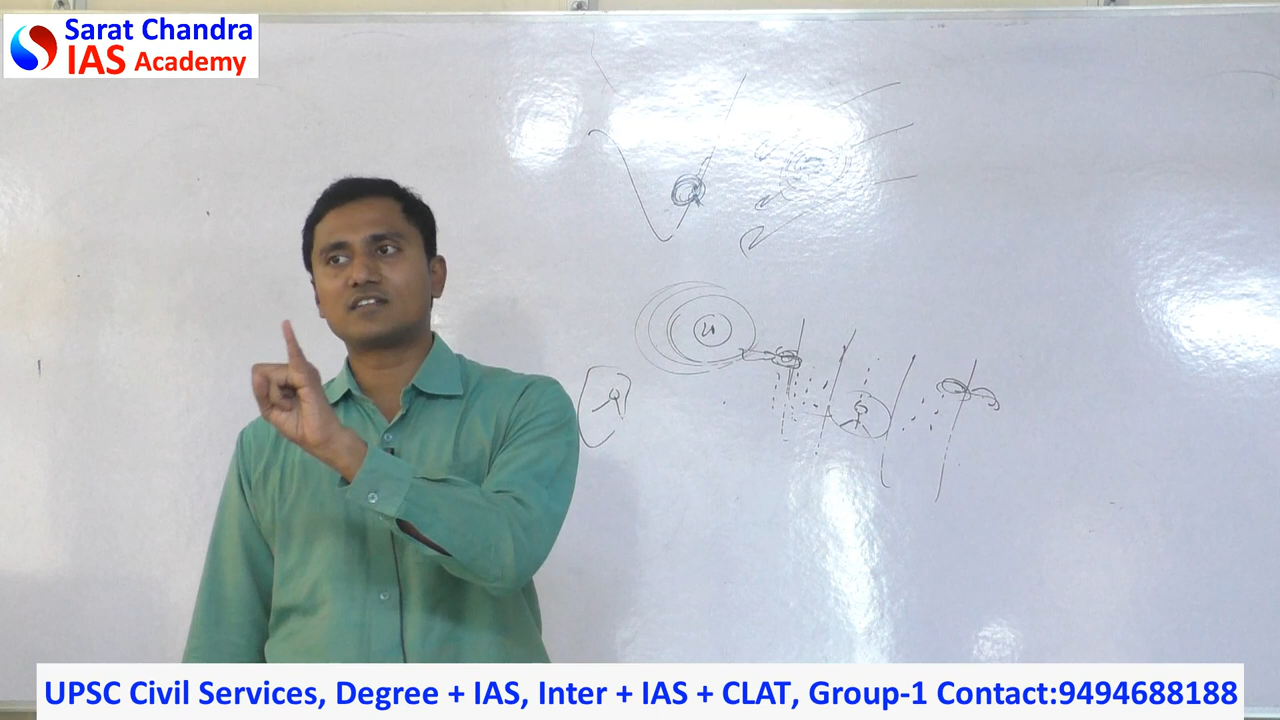 Sarat Chandra
IAS Academy
UPSC Civil Services, Degree + IAS, Inter + IAS + CLAT, Group-1 Contact:9494688188